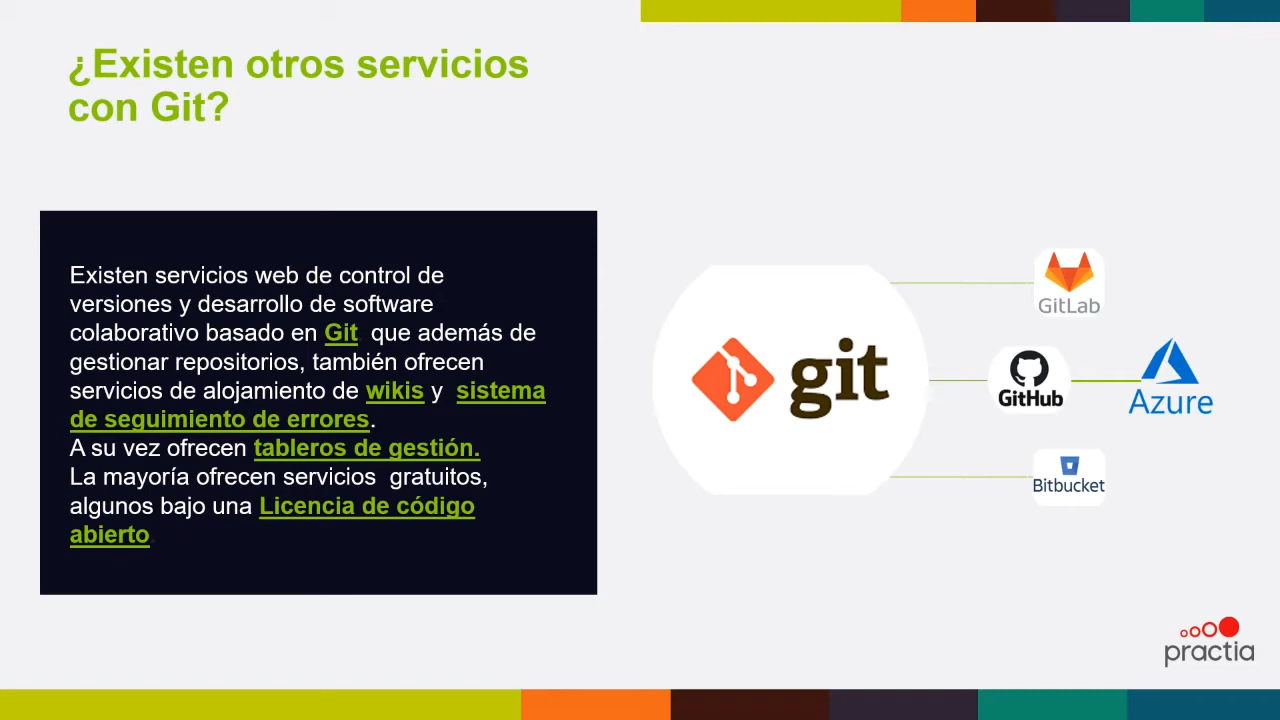 ¿Existen otros servicios
con Git?
Existen servicios web de control de
versiones y desarrollo de software
colaborativo basado en Git que además de
gestionar repositorios, también ofrecen
servicios de alojamiento de wikis y sistema
de seguimiento de errores.
A su vez ofrecen tableros de gestión.
La mayoría ofrecen servicios gratuitos,
algunos bajo una Licencia de código
abierto
git
GitLab
GitHub
Azure
Bitbucket
practia